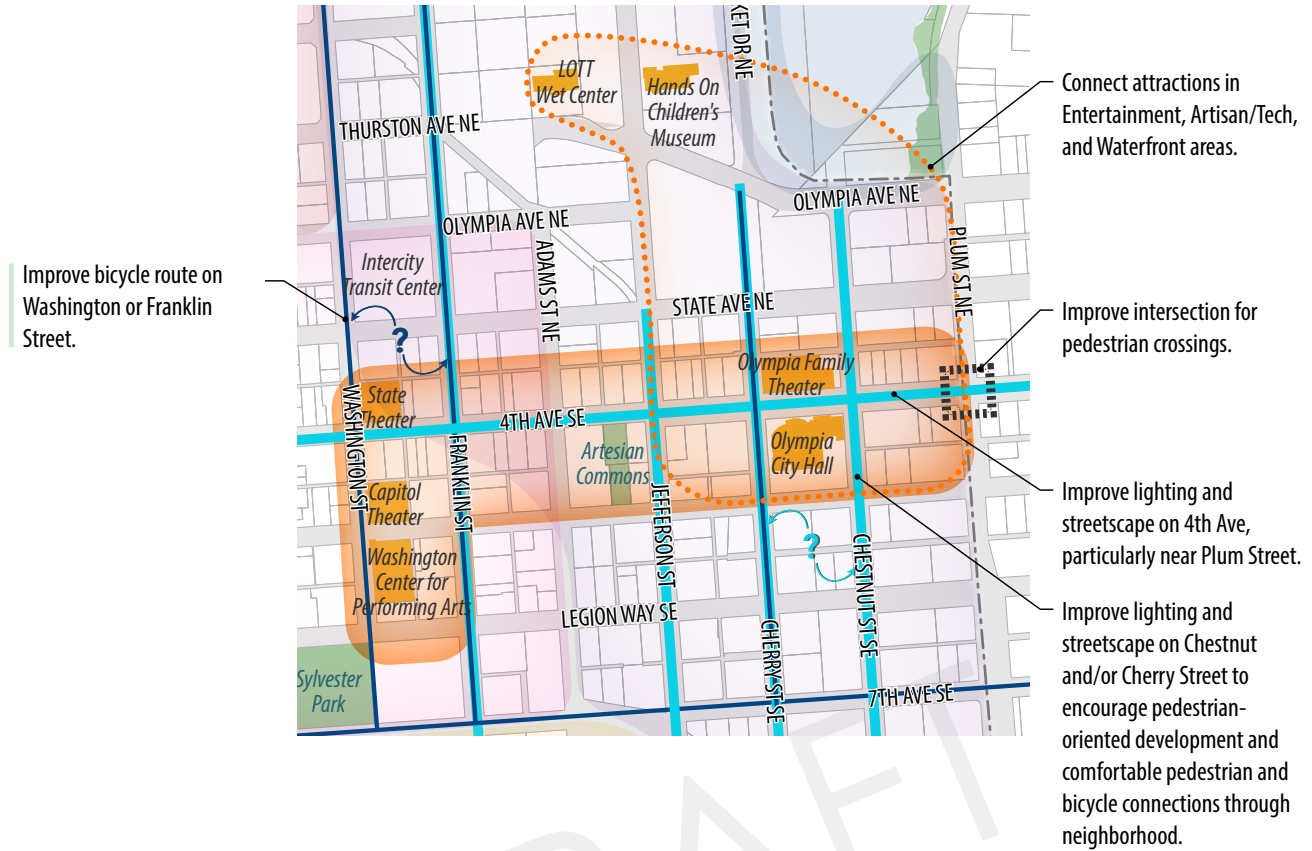 Improve bicycle route on
Washington or Franklin
Street.
KET DR NE
LOTT
Wet Center
Hands On
Children's
Museum
THURSTON AVE NE
OLYMPIA AVE NE
OLYMPIA AVE NE
Intercity
Transit Center
ADAMS ST NE
PLUM ST NE
STATE AVE NE
?
Olympia Family
Theater
State
Theater
WASHINGTON ST
4TH AVE SE
FRANKLIN ST
Artesian
Commons
Olympia
City Hall
Capitol
Theater
JEFFERSON ST
?
CHESTNUT ST SE
Washington
Center for
Performing Arts
LEGION WAY SE
CHERRY ST SE
Sylvester
Park
7TH AVE SE
Connect attractions in
Entertainment, Artisan/Tech,
and Waterfront areas.
Improve intersection for
pedestrian crossings.
Improve lighting and
streetscape on 4th Ave,
particularly near Plum Street.
Improve lighting and
streetscape on Chestnut
and/or Cherry Street to
encourage pedestrian-
oriented development and
comfortable pedestrian and
bicycle connections through
neighborhood.
DRAFT